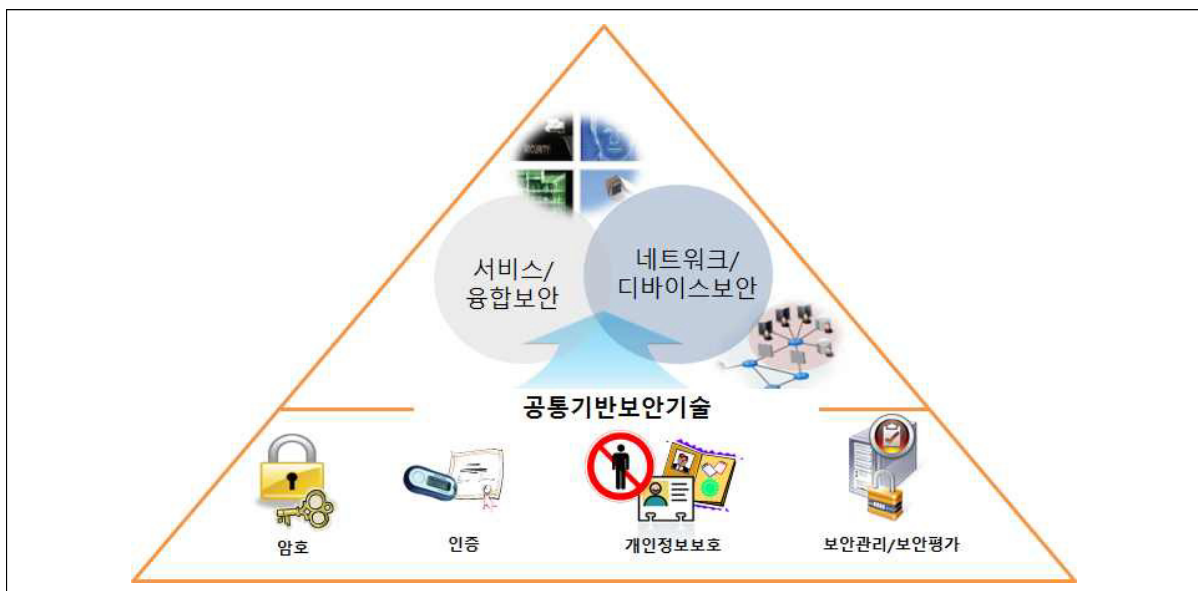 SECURITY
서비스/
융합보안
네트워크/
디바이스보안
공통기반보안기술
암호
인증
개인정보보호
보안관리/보안평가